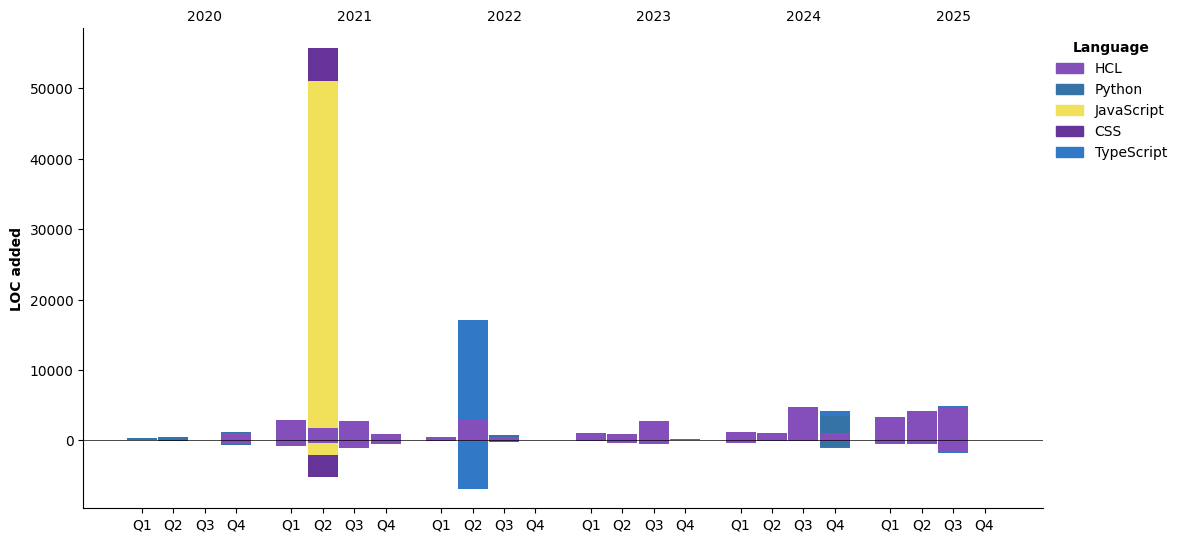 2020 2021 2022 2023 2024 2025
Language
HCL
Python
JavaScript
CSS
TypeScript
LOC added
50000
40000
30000
20000
10000
0
Q1 Q2 Q3 Q4 Q1 Q2 Q3 Q4 Q1 Q2 Q3 Q4 Q1 Q2 Q3 Q4 Q1 Q2 Q3 Q4 Q1 Q2 Q3 Q4